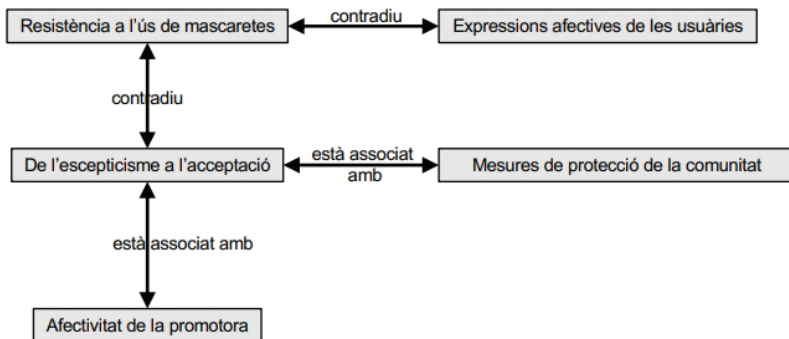 Resistència a l’ús de mascaretes
contradiu
Expressions afectives de les usuàries
contradiu
De l’escepticisme a l’acceptació
està associat
amb
Mesures de protecció de la comunitat
està associat amb
Afectivitat de la promotora